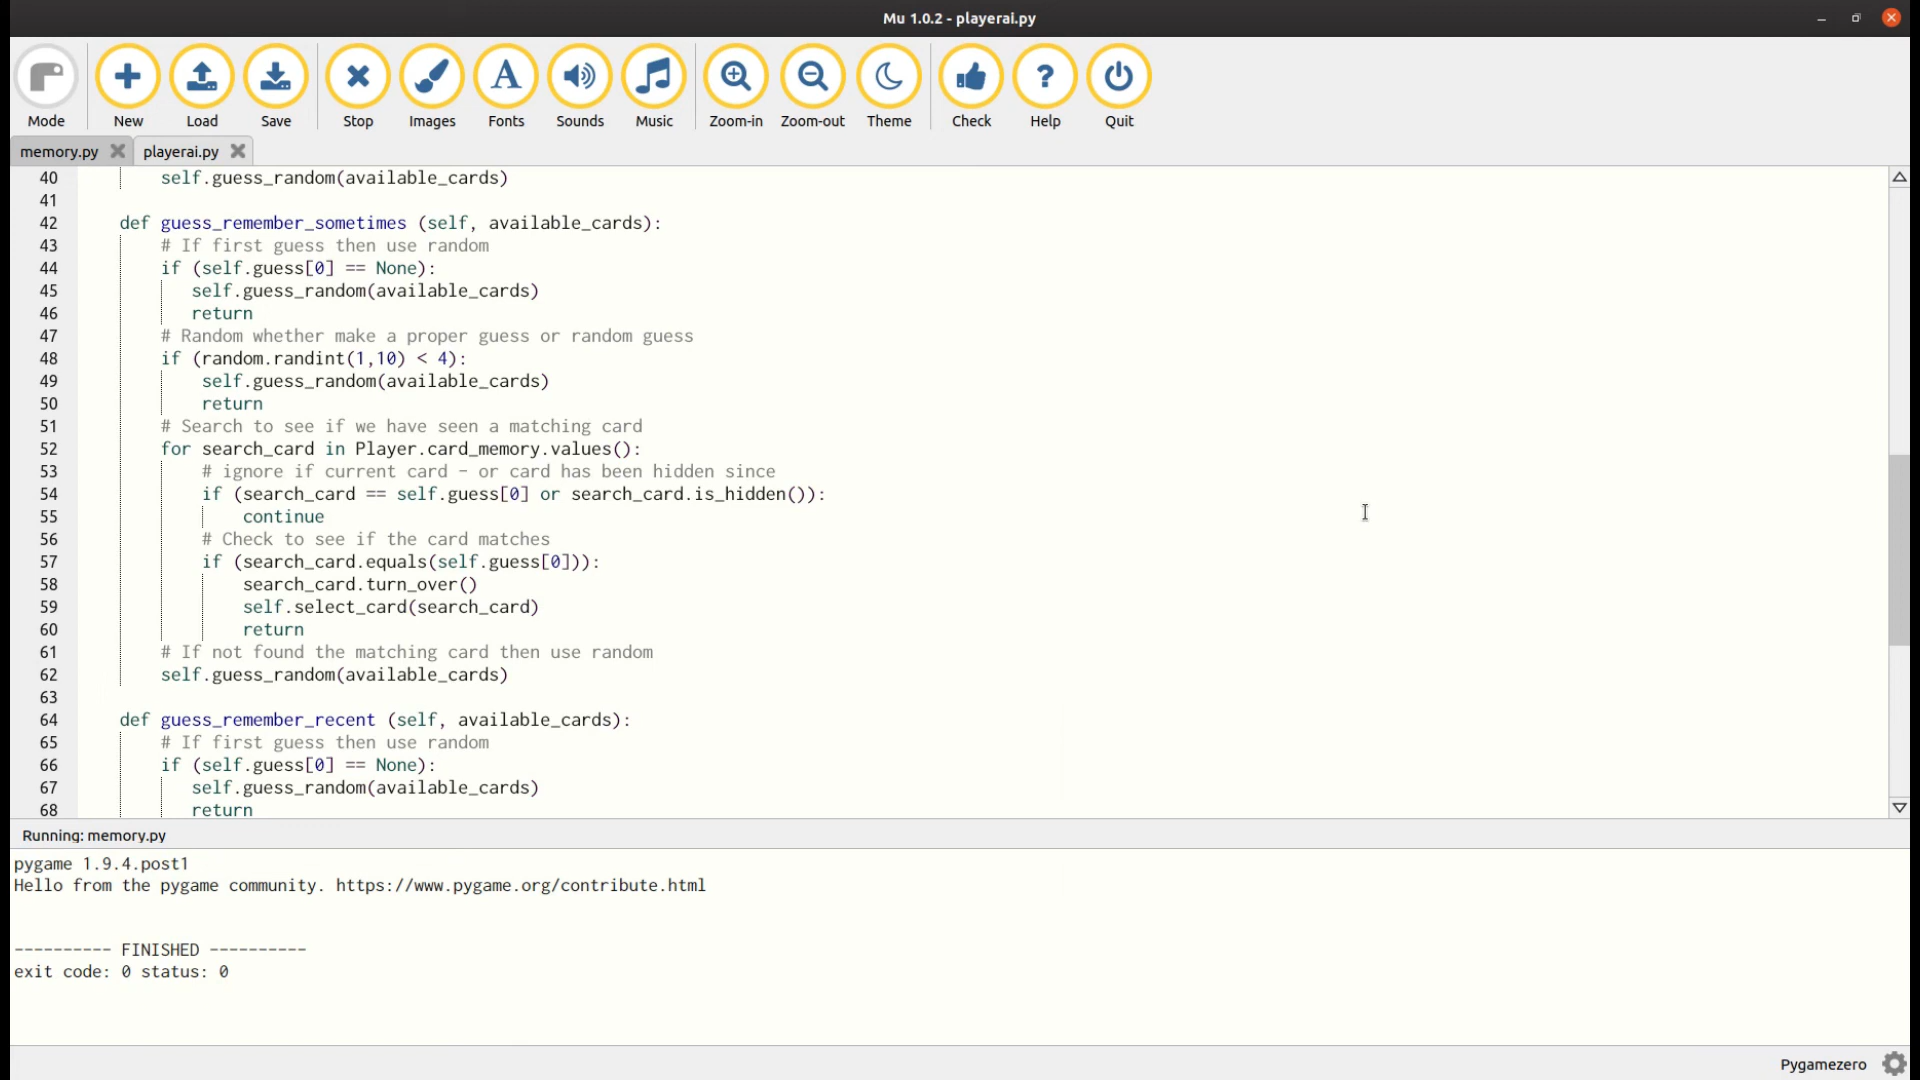 Mu 1.0.2 - playerai.py
Mode New Load Save Stop Images Fonts Sounds Music Zoom-in Zoom-out Theme Check Help Quit
memory.py playerai.py
40 self.guess_random(available_cards)
41
42 def guess_remember_sometimes (self, available_cards):
43 # If first guess then use random
44 if (self.guess[0] == None):
45 self.guess_random(available_cards)
46 return
47 # Random whether make a proper guess or random guess
48 if (random.randint(1,10) < 4):
49 self.guess_random(available_cards)
50 return
51 # Search to see if we have seen a matching card
52 for search_card in Player.card_memory.values():
53 # ignore if current card - or card has been hidden since
54 if (search_card == self.guess[0] or search_card.is_hidden()):
55 continue
56 # Check to see if the card matches
57 if (search_card.equals(self.guess[0])):
58 search_card.turn_over()
59 self.select_card(search_card)
60 return
61 # If not found the matching card then use random
62 self.guess_random(available_cards)
63
64 def guess_remember_recent (self, available_cards):
65 # If first guess then use random
66 if (self.guess[0] == None):
67 self.guess_random(available_cards)
68 return
Running: memory.py
pygame 1.9.4.post1
Hello from the pygame community. https://www.pygame.org/contribute.html
---------- FINISHED ----------
exit code: 0 status: 0
Pygamezero